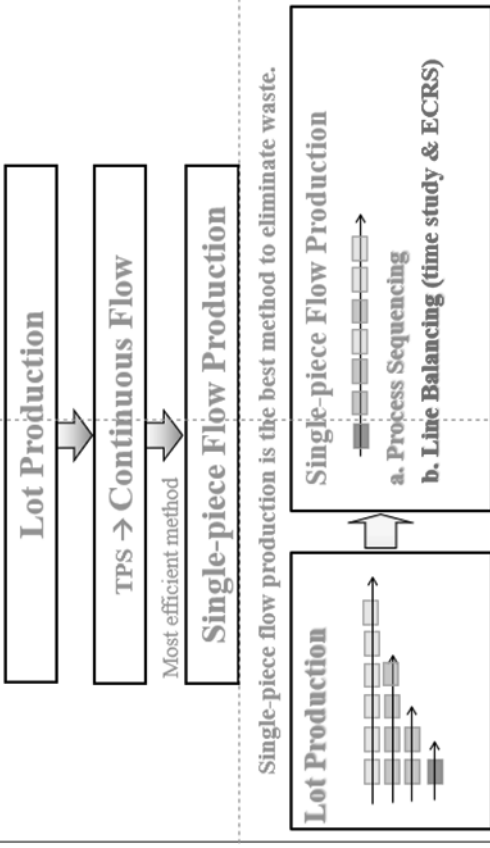 Lot Production
TPS → Continuous Flow
Most efficient method
Single-piece Flow Production
Single-piece flow production is the best method to eliminate waste.
Lot Production
Single-piece Flow Production
a. Process Sequencing
b. Line Balancing (time study & ECRS)